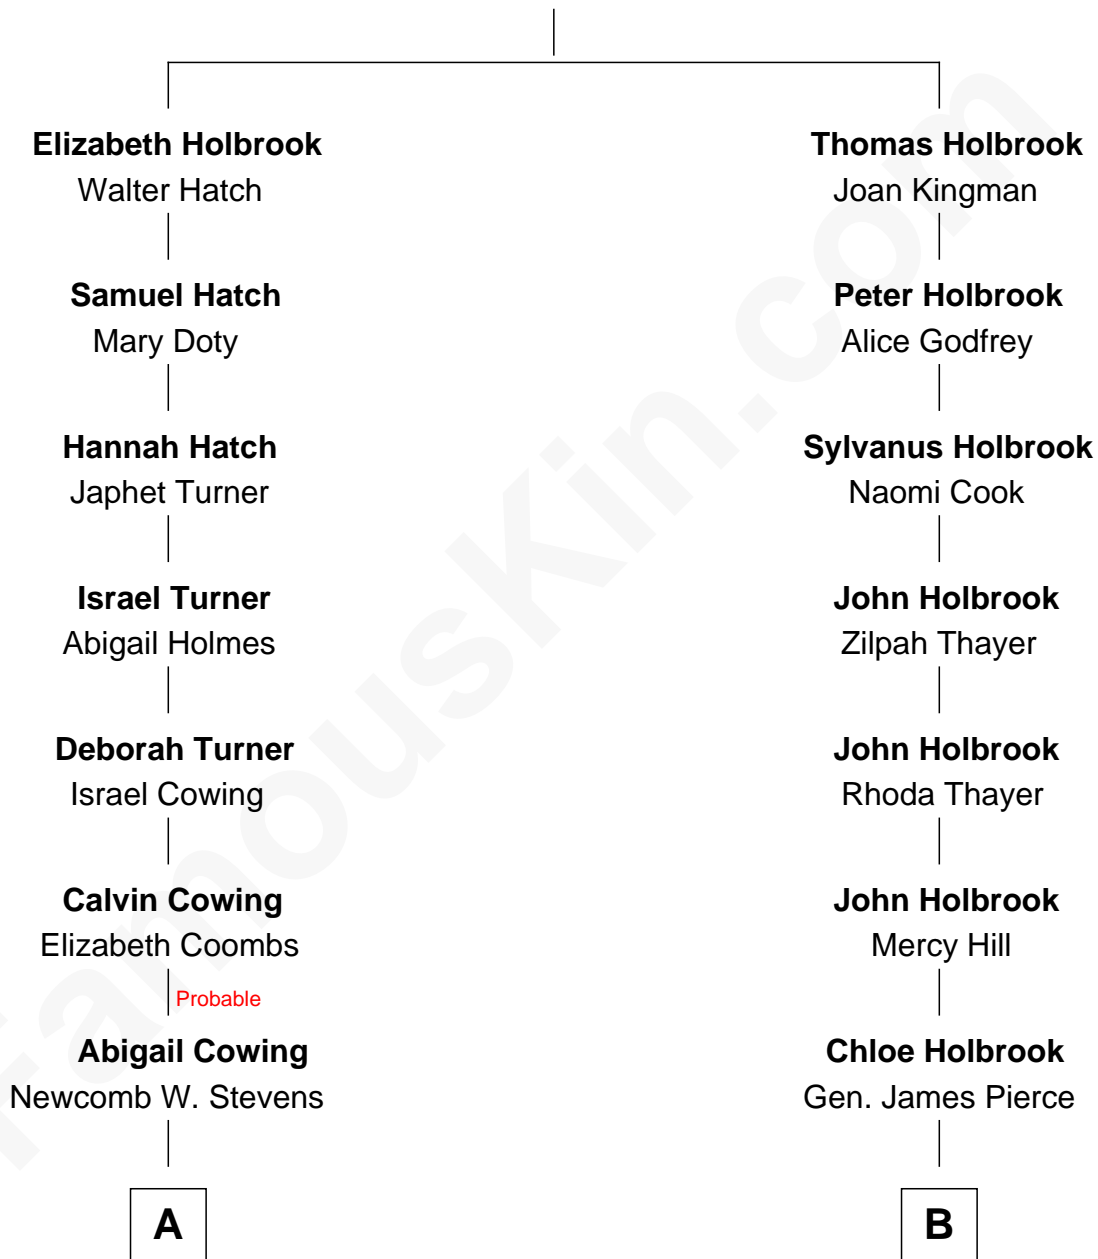 Elizabeth Holbrook
Walter Hatch
Thomas Holbrook
Joan Kingman
Samuel Hatch
Mary Doty
Peter Holbrook
Alice Godfrey
Hannah Hatch
Japhet Turner
Sylvanus Holbrook
Naomi Cook
Israel Turner
Abigail Holmes
John Holbrook
Zilpah Thayer
Deborah Turner
Israel Cowing
John Holbrook
Rhoda Thayer
Calvin Cowing
Elizabeth Coombs
John Holbrook
Mercy Hill
Probable
Abigail Cowing
Newcomb W. Stevens
Chloe Holbrook
Gen. James Pierce
A
B
FamousKin.com